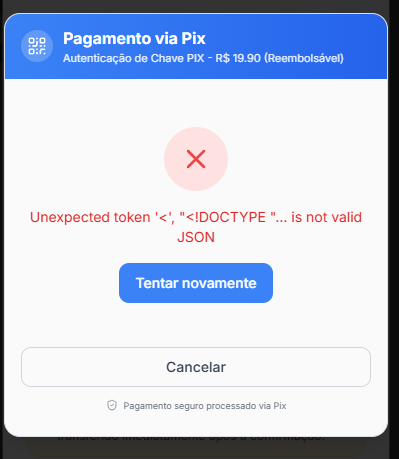 Pagamento via Pix
Autenticação de Chave PIX - R$ 19.90 (Reembolsável)
Unexpected token '<', "<!DOCTYPE "... is not valid
JSON
Tentar novamente
Cancelar
Pagamento seguro processado via Pix